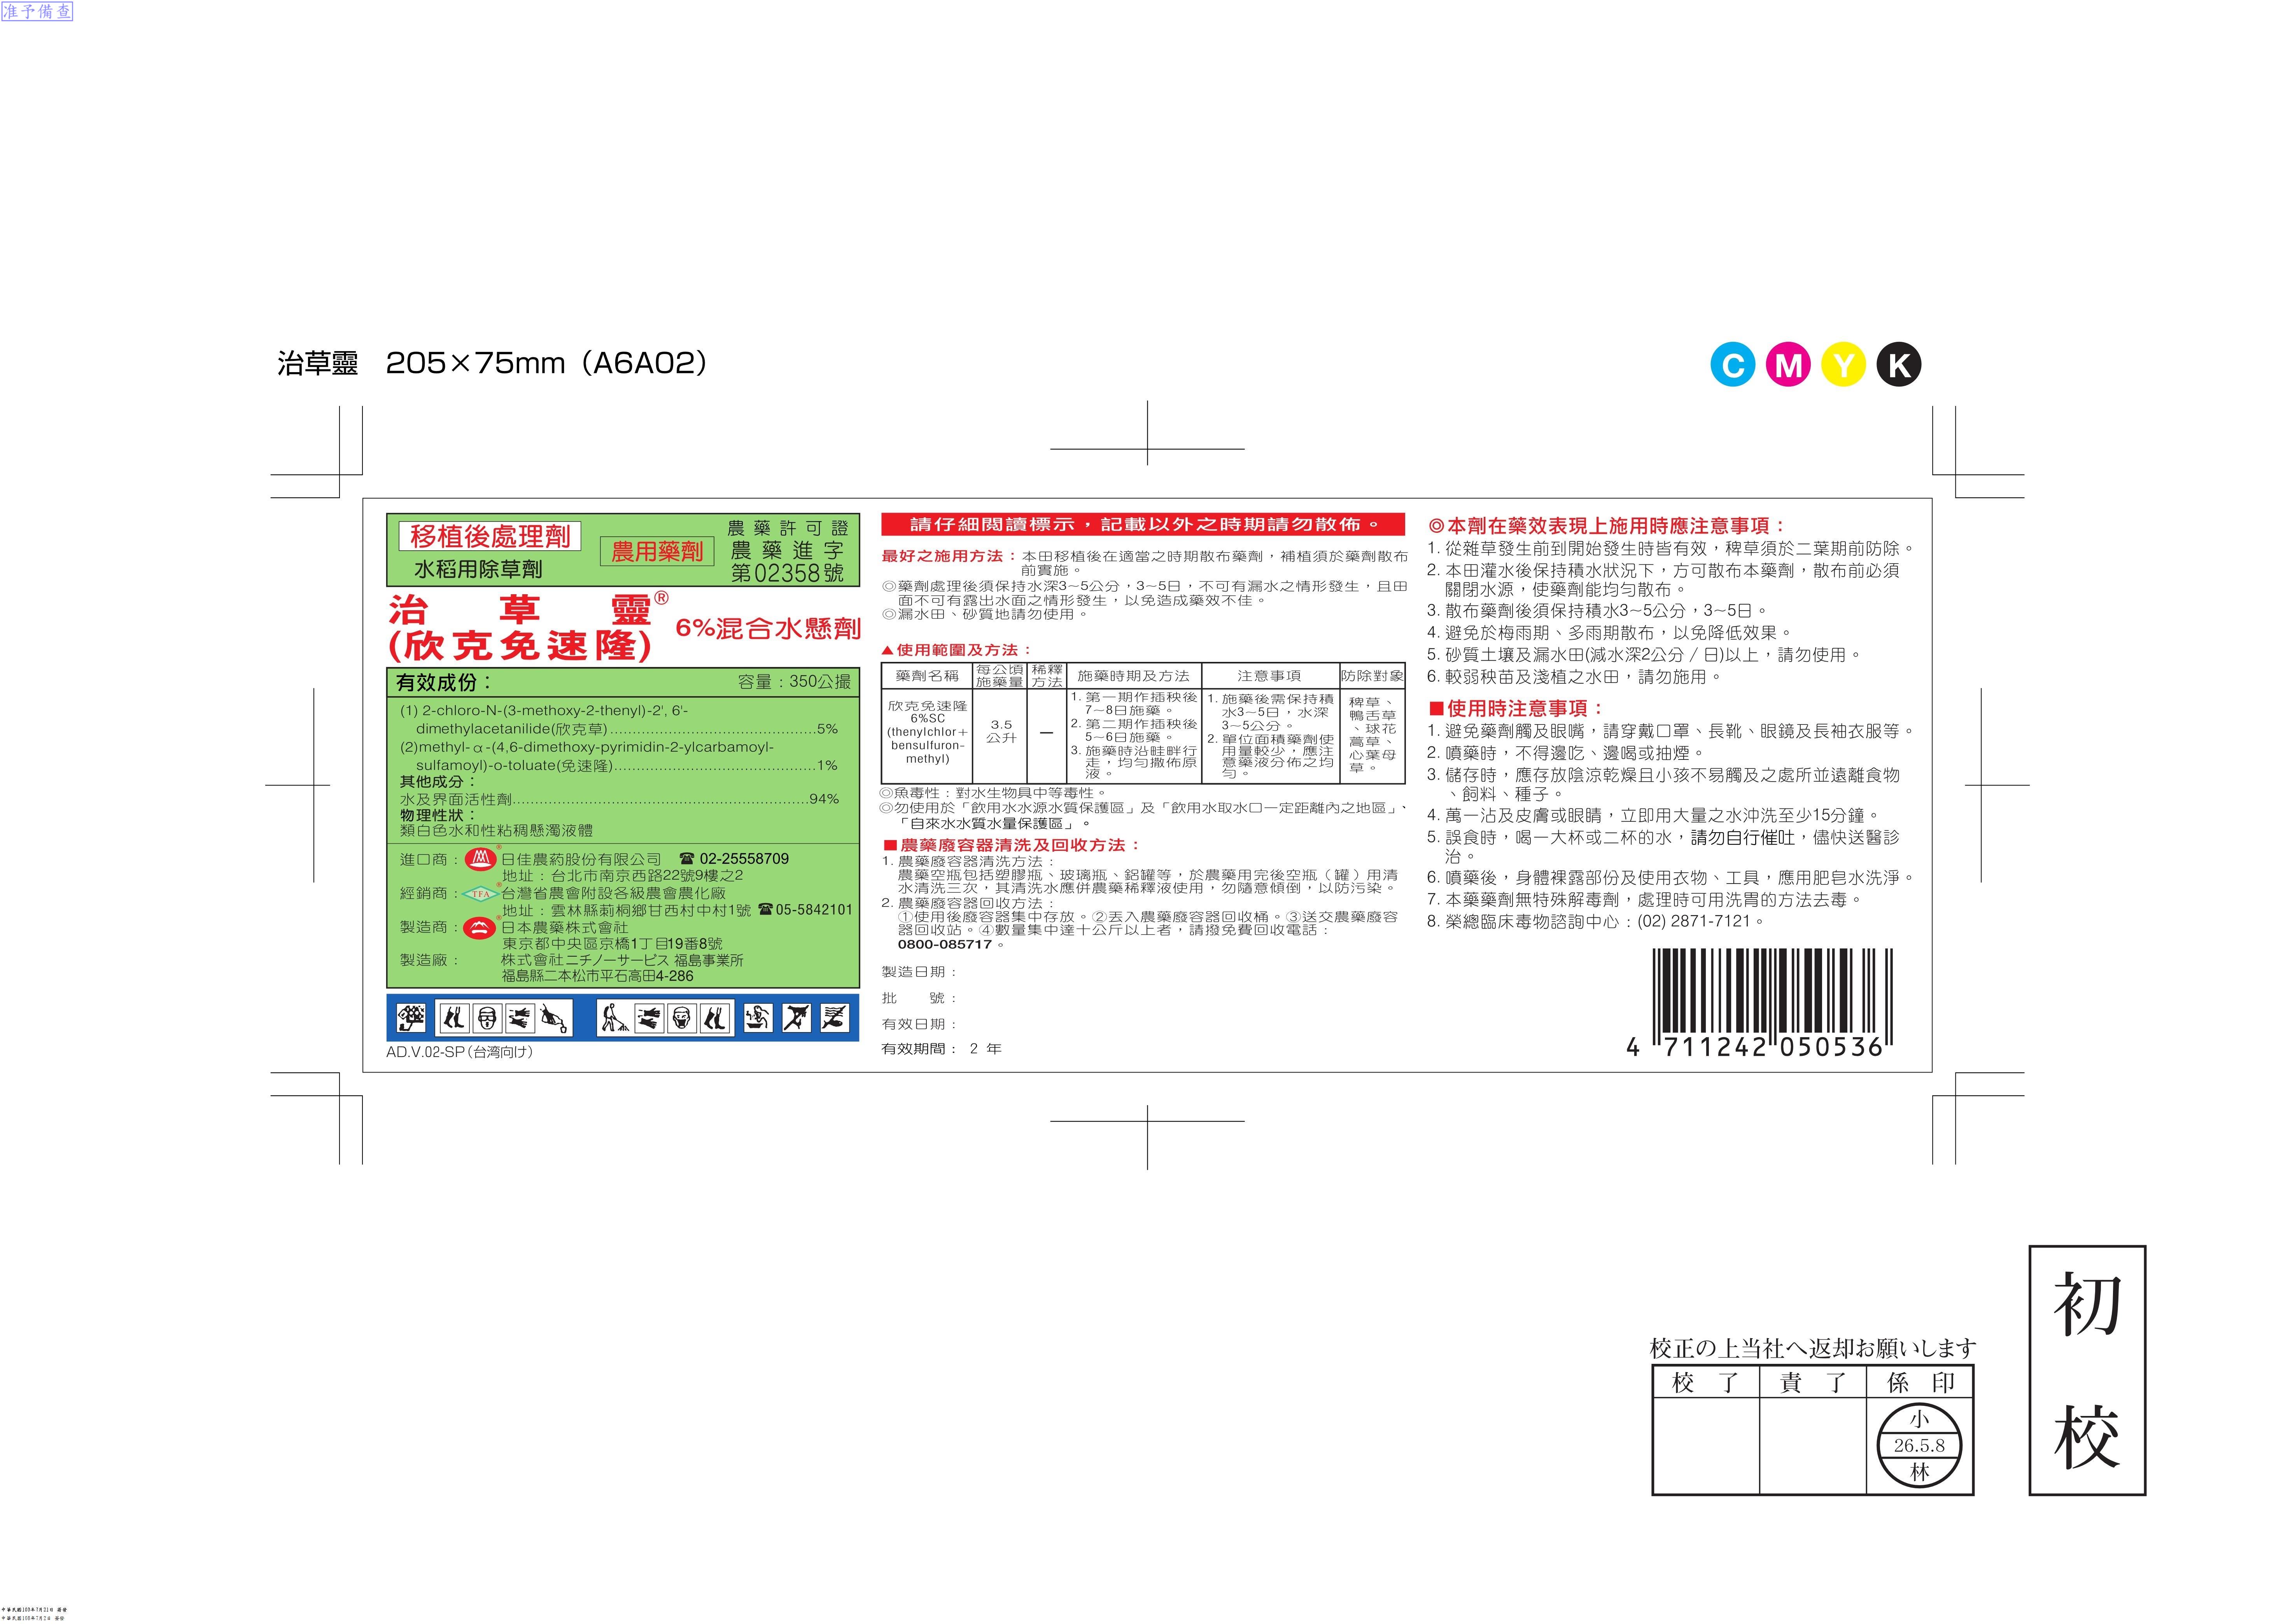 准予備查
治草靈　205×75mm（A6A02）
C M Y K
移植後處理劑
水稻用除草劑
農用藥劑
農藥許可證
農藥進字
第02358號
治草靈®
(欣克免速隆)
6%混合水懸劑
有效成份：
容量：350公撮
(1) 2-chloro-N-(3-methoxy-2-thenyl)-2', 6'-
dimethylacetanilide(欣克草)..............................................5%
(2)methyl-α-(4,6-dimethoxy-pyrimidin-2-ylcarbamoyl-
sulfamoyl)-o-toluate(免速隆).............................................1%
其他成分：
水及界面活性劑..................................................................94%
物理性狀：
類白色水和性粘稠懸濁液體
進口商：®日佳農葯股份有限公司　☎ 02-25558709
地址：台北市南京西路22號9樓之2
經銷商：TFA®台灣省農會附設各級農會農化廠
地址：雲林縣莿桐鄉甘西村中村1號 ☎05-5842101
製造商：®日本農藥株式會社
東京都中央區京橋1丁目19番8號
製造廠：　株式會社ニチノーサービス 福島事業所
福島縣二本松市平石高田4-286
AD.V.02-SP（台湾向け）
請仔細閱讀標示，記載以外之時期請勿散佈。
最好之施用方法：本田移植後在適當之時期散布藥劑，補植須於藥劑散布
前實施。
◎藥劑處理後須保持水深3~5公分，3~5日，不可有漏水之情形發生，且田
面不可有露出水面之情形發生，以免造成藥效不佳。
◎漏水田、砂質地請勿使用。
▲使用範圍及方法：
藥劑名稱
每公頃
施藥量
稀釋
方法
施藥時期及方法
注意事項
防除對象
欣克免速隆
6%SC
(thenylchlor＋
bensulfuron-
methyl)
3.5
公升
—
1. 第一期作插秧後
7~8日施藥。
2. 第二期作插秧後
5~6日施藥。
3. 施藥時沿畦畔行
走，均勻撒佈原
液。
1. 施藥後需保持積
水3~5日，水深
3~5公分。
2. 單位面積藥劑使
用量較少，應注
意藥液分佈之均
勻。
稗草、
鴨舌草
、球花
蒿草、
心葉母
草。
◎魚毒性：對水生物具中等毒性。
◎勿使用於「飲用水水源水質保護區」及「飲用水取水口一定距離內之地區」、
「自來水水質水量保護區」。
■農藥廢容器清洗及回收方法：
1. 農藥廢容器清洗方法：
農藥空瓶包括塑膠瓶、玻璃瓶、鋁罐等，於農藥用完後空瓶（罐）用清
水清洗三次，其清洗水應併農藥稀釋液使用，勿隨意傾倒，以防污染。
2. 農藥廢容器回收方法：
①使用後廢容器集中存放。②丟入農藥廢容器回收桶。③送交農藥廢容
器回收站。④數量集中達十公斤以上者，請撥免費回收電話：
0800-085717。
製造日期：
批　　號：
有效日期：
有效期間： 2 年
◎本劑在藥效表現上施用時應注意事項：
1. 從雜草發生前到開始發生時皆有效，稗草須於二葉期前防除。
2. 本田灌水後保持積水狀況下，方可散布本藥劑，散布前必須
關閉水源，使藥劑能均勻散布。
3. 散布藥劑後須保持積水3~5公分，3~5日。
4. 避免於梅雨期、多雨期散布，以免降低效果。
5. 砂質土壤及漏水田(減水深2公分／日)以上，請勿使用。
6. 較弱秧苗及淺植之水田，請勿施用。
■使用時注意事項：
1. 避免藥劑觸及眼嘴，請穿戴口罩、長靴、眼鏡及長袖衣服等。
2. 噴藥時，不得邊吃、邊喝或抽煙。
3. 儲存時，應存放陰涼乾燥且小孩不易觸及之處所並遠離食物
、飼料、種子。
4. 萬一沾及皮膚或眼睛，立即用大量之水沖洗至少15分鐘。
5. 誤食時，喝一大杯或二杯的水，請勿自行催吐，儘快送醫診
治。
6. 噴藥後，身體裸露部份及使用衣物、工具，應用肥皂水洗淨。
7. 本藥藥劑無特殊解毒劑，處理時可用洗胃的方法去毒。
8. 榮總臨床毒物諮詢中心：(02) 2871-7121。
4 711242 050536
初校
校正の上当社へ返却お願いします
校 了
責 了
係 印
小
26.5.8
林